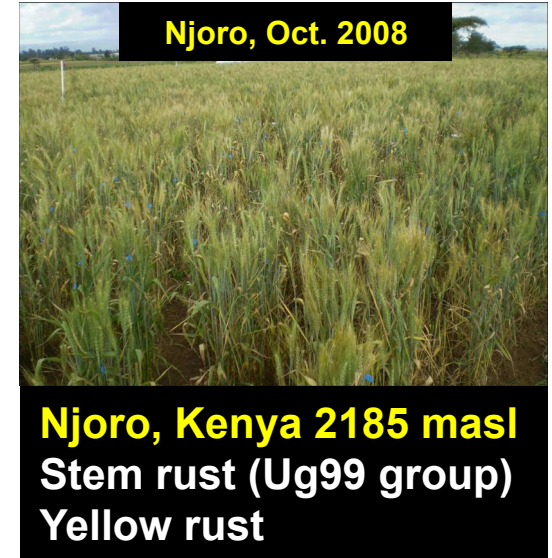 Njoro, Oct. 2008
Njoro, Kenya 2185 masl
Stem rust (Ug99 group)
Yellow rust